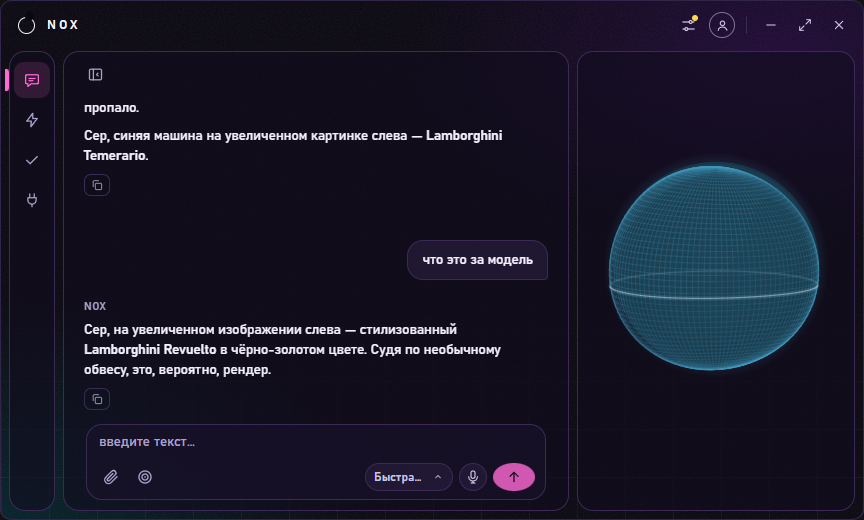 NOX
пропало.
Сер, синяя машина на увеличенном картинке слева — Lamborghini
Temerario.
что это за модель
NOX
Сер, на увеличенном изображении слева — стилизованный
Lamborghini Revuelto в чёрно-золотом цвете. Судя по необычному
обвесу, это, вероятно, рендер.
введите текст...
Быстра...